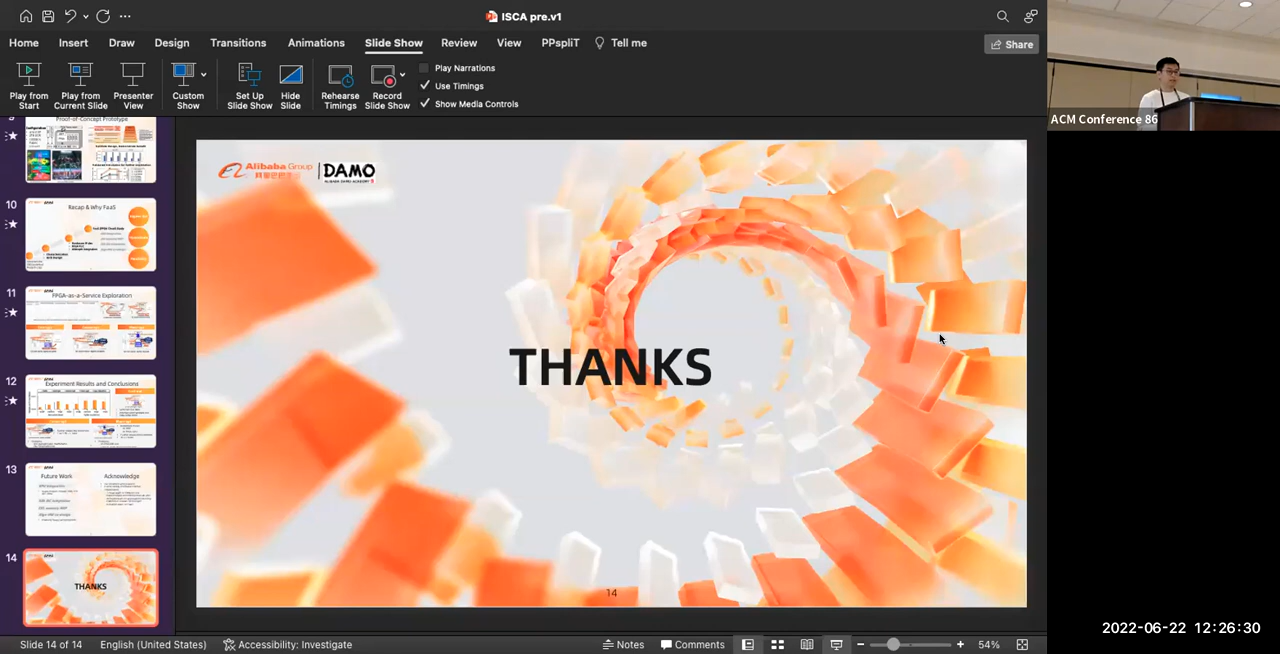 ISCA pre.v1
Home Insert Draw Design Transitions Animations Slide Show Review View PPspliT Tell me
Share
Play from Start
Play from Current Slide
Presenter View
Custom Show
Set Up Slide Show
Hide Slide
Rehearse Timings
Record Slide Show
Play Narrations
Use Timings
Show Media Controls
ACM Conference 86
9
Proof-of-Concept Prototype
10
Recap & Why FaaS
11
FPGA-as-a-Service Exploration
12
Experiment Results and Conclusions
13
Future Work
Acknowledge
14
THANKS
Alibaba Group
DAMO
ALIBABA DAMO ACADEMY
THANKS
14
Slide 14 of 14 English (United States) Accessibility: Investigate
Notes Comments 54%
2022-06-22 12:26:30